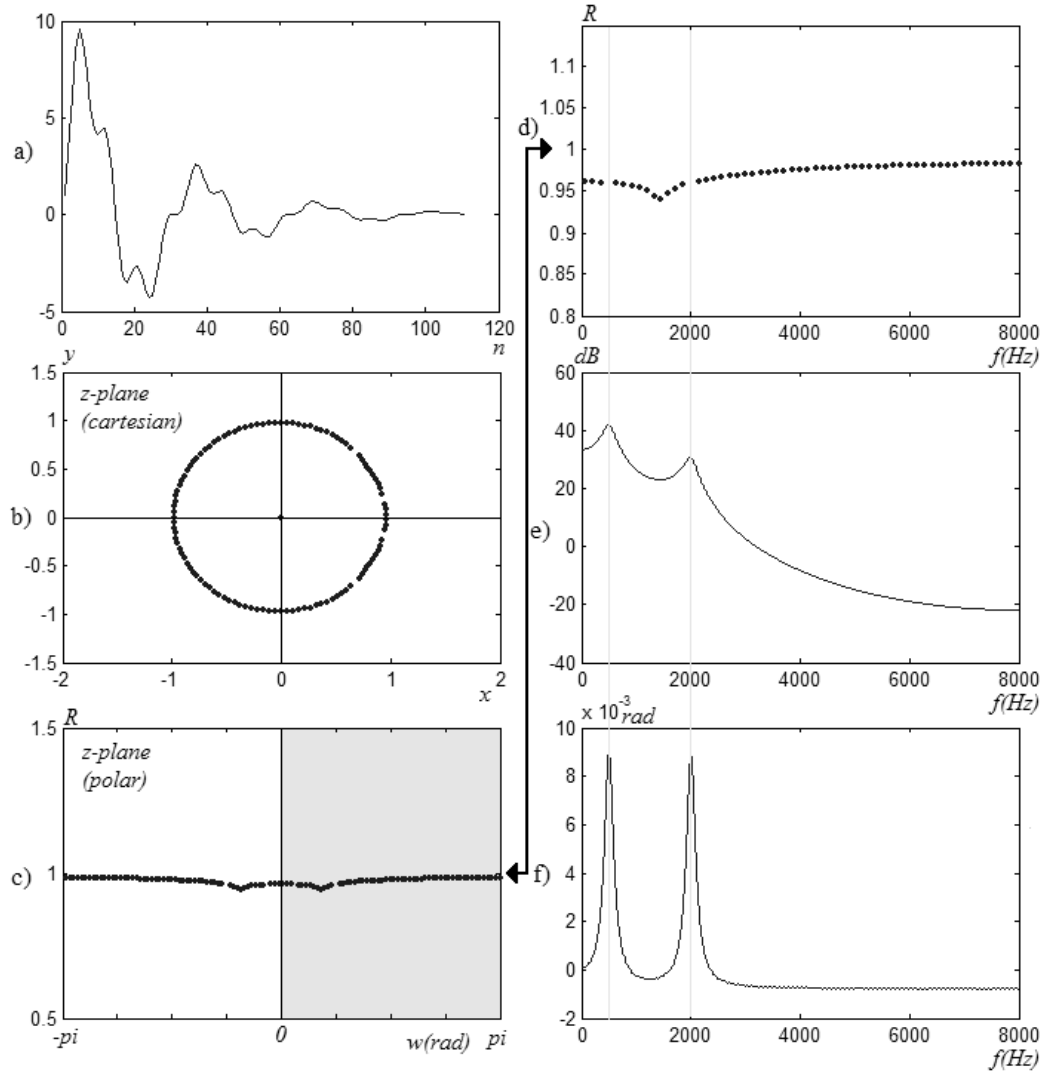 a)
10
5
0
-5
0 20 40 60 80 100 120
n
b)
y
z-plane
(cartesian)
1.5
1
0.5
0
-0.5
-1
-1.5
-2 -1 0 1 2
x
c)
R
z-plane
(polar)
1.5
1
0.5
-pi 0 w(rad) pi
d)
R
1.1
1.05
1
0.95
0.9
0.85
0.8
0 2000 4000 6000 8000
f(Hz)
e)
dB
60
40
20
0
-20
-40
0 2000 4000 6000 8000
f(Hz)
f)
x 10-3 rad
10
8
6
4
2
0
-2
0 2000 4000 6000 8000
f(Hz)